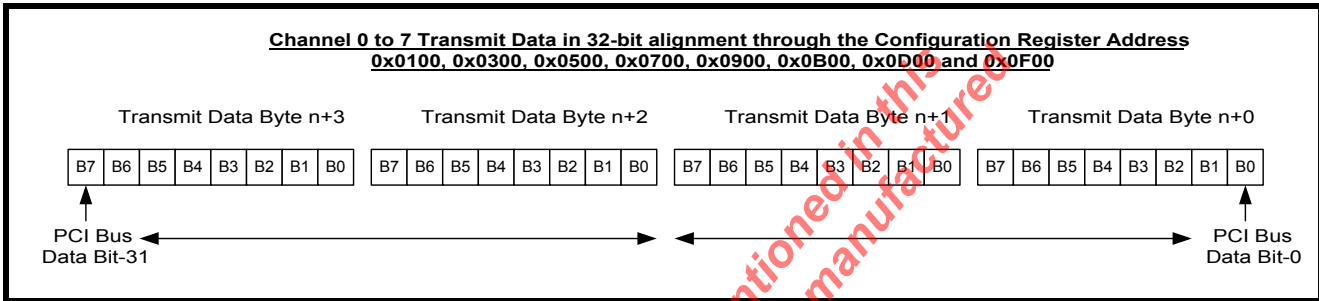 Channel 0 to 7 Transmit Data in 32-bit alignment through the Configuration Register Address
0x0100, 0x0300, 0x0500, 0x0700, 0x0900, 0x0B00, 0x0D00 and 0x0F00
Transmit Data Byte n+3 Transmit Data Byte n+2 Transmit Data Byte n+1 Transmit Data Byte n+0
B7 B6 B5 B4 B3 B2 B1 B0 B7 B6 B5 B4 B3 B2 B1 B0 B7 B6 B5 B4 B3 B2 B1 B0 B7 B6 B5 B4 B3 B2 B1 B0
PCI Bus
Data Bit-31
PCI Bus
Data Bit-0
in this
manufactured